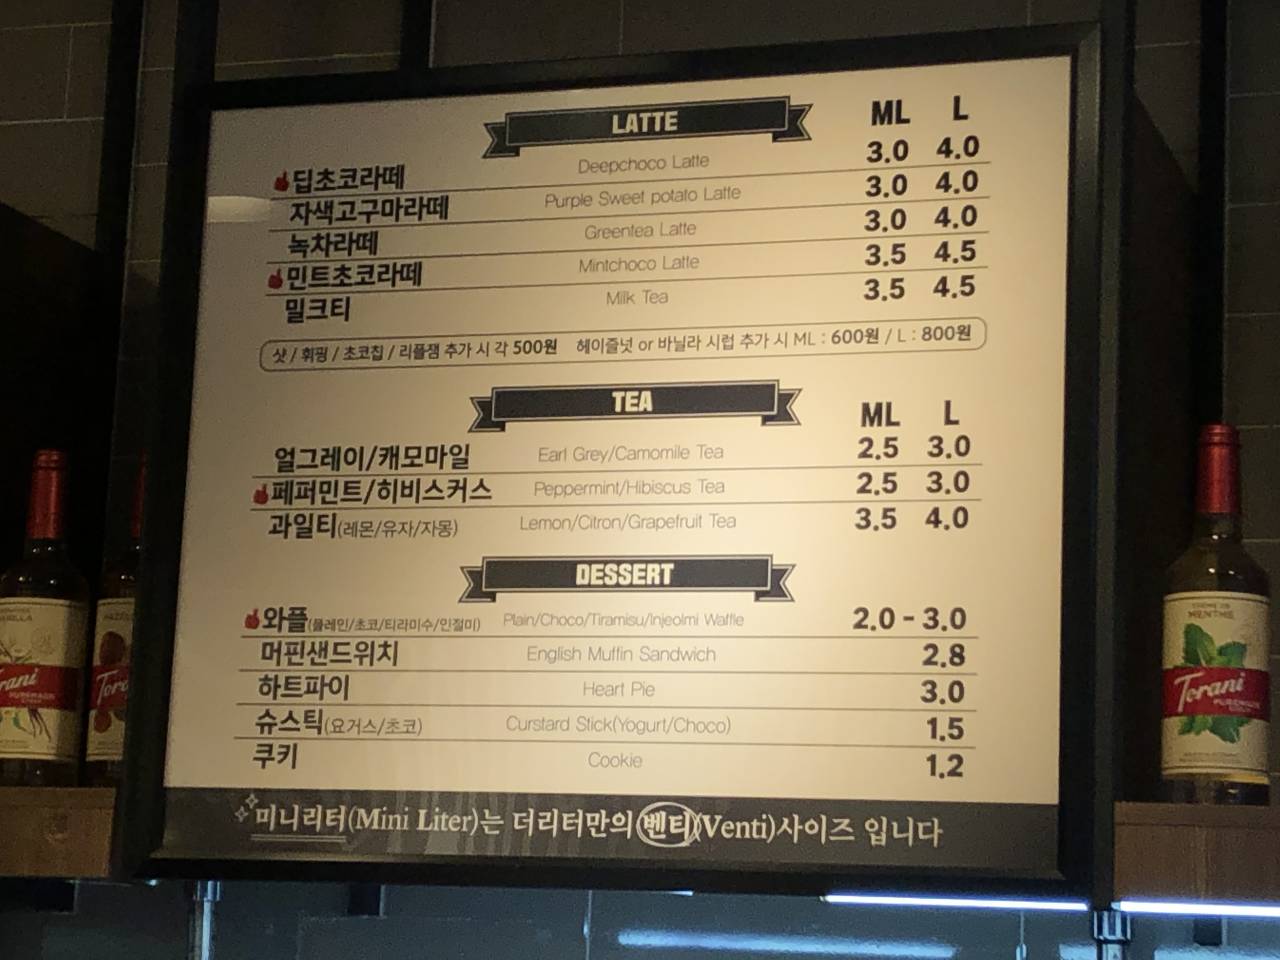 LATTE ML L
딥초코라떼 Deepchoco Latte 3.0 4.0
자색고구마라떼 Purple Sweet potato Latte 3.0 4.0
녹차라떼 Greentea Latte 3.0 4.0
민트초코라떼 Mintchoco Latte 3.5 4.5
밀크티 Milk Tea 3.5 4.5
샷 / 휘핑 / 초코칩 / 리플잼 추가 시 각 500원 헤이즐넛 or 바닐라 시럽 추가 시 ML : 600원 / L : 800원
TEA ML L
얼그레이/캐모마일 Earl Grey/Camomile Tea 2.5 3.0
페퍼민트/히비스커스 Peppermint/Hibiscus Tea 2.5 3.0
과일티(레몬/유자/자몽) Lemon/Citron/Grapefruit Tea 3.5 4.0
DESSERT
와플(플레인/초코/티라미수/인절미) Plain/Choco/Tiramisu/Injeolmi Waffle 2.0 - 3.0
머핀샌드위치 English Muffin Sandwich 2.8
하트파이 Heart Pie 3.0
슈스틱(요거스/초코) Curstard Stick(Yogurt/Choco) 1.5
쿠키 Cookie 1.2
미니리터(Mini Liter)는 더리터만의 벤티(Venti)사이즈 입니다
Torani
MENTHE
Torani